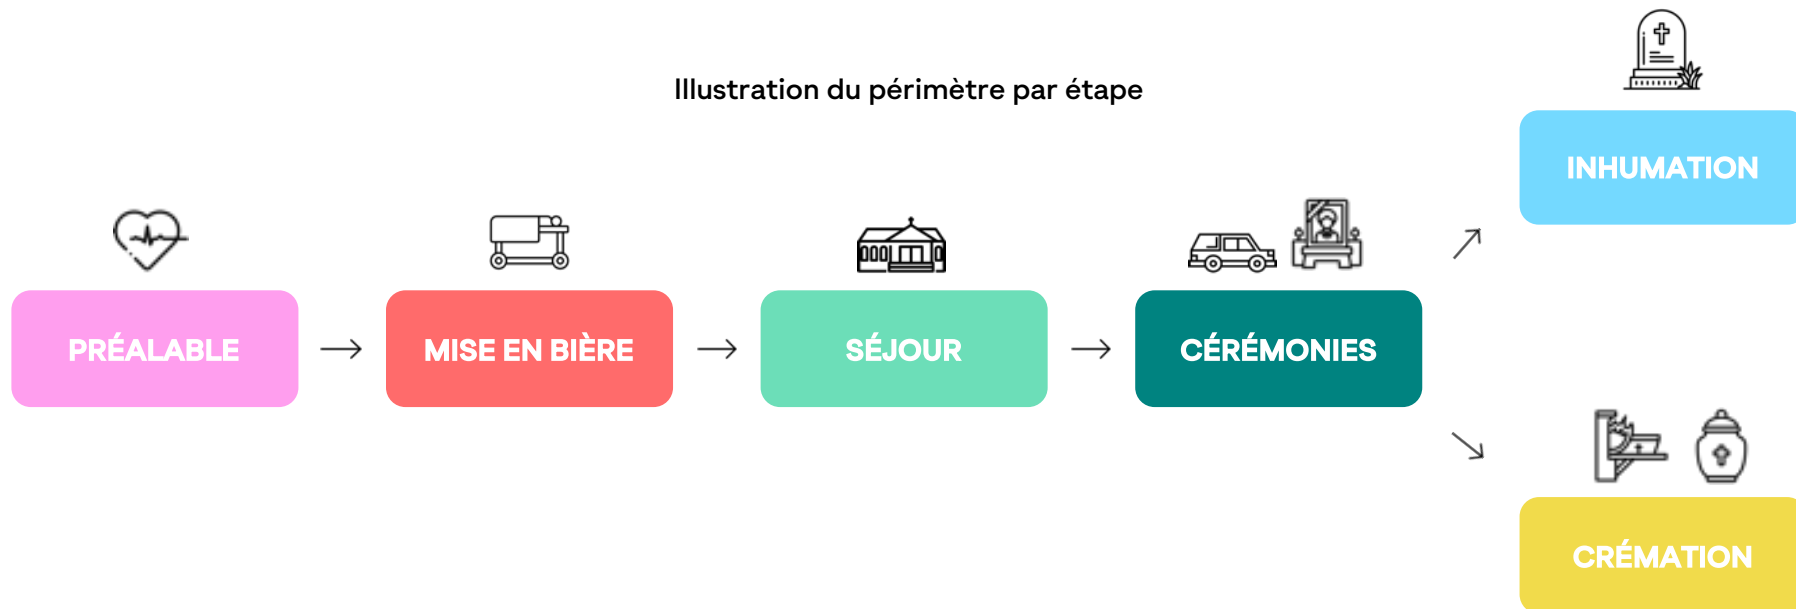 Illustration du périmètre par étape
INHUMATION
PRÉALABLE
MISE EN BIÈRE
SÉJOUR
CÉRÉMONIES
CRÉMATION